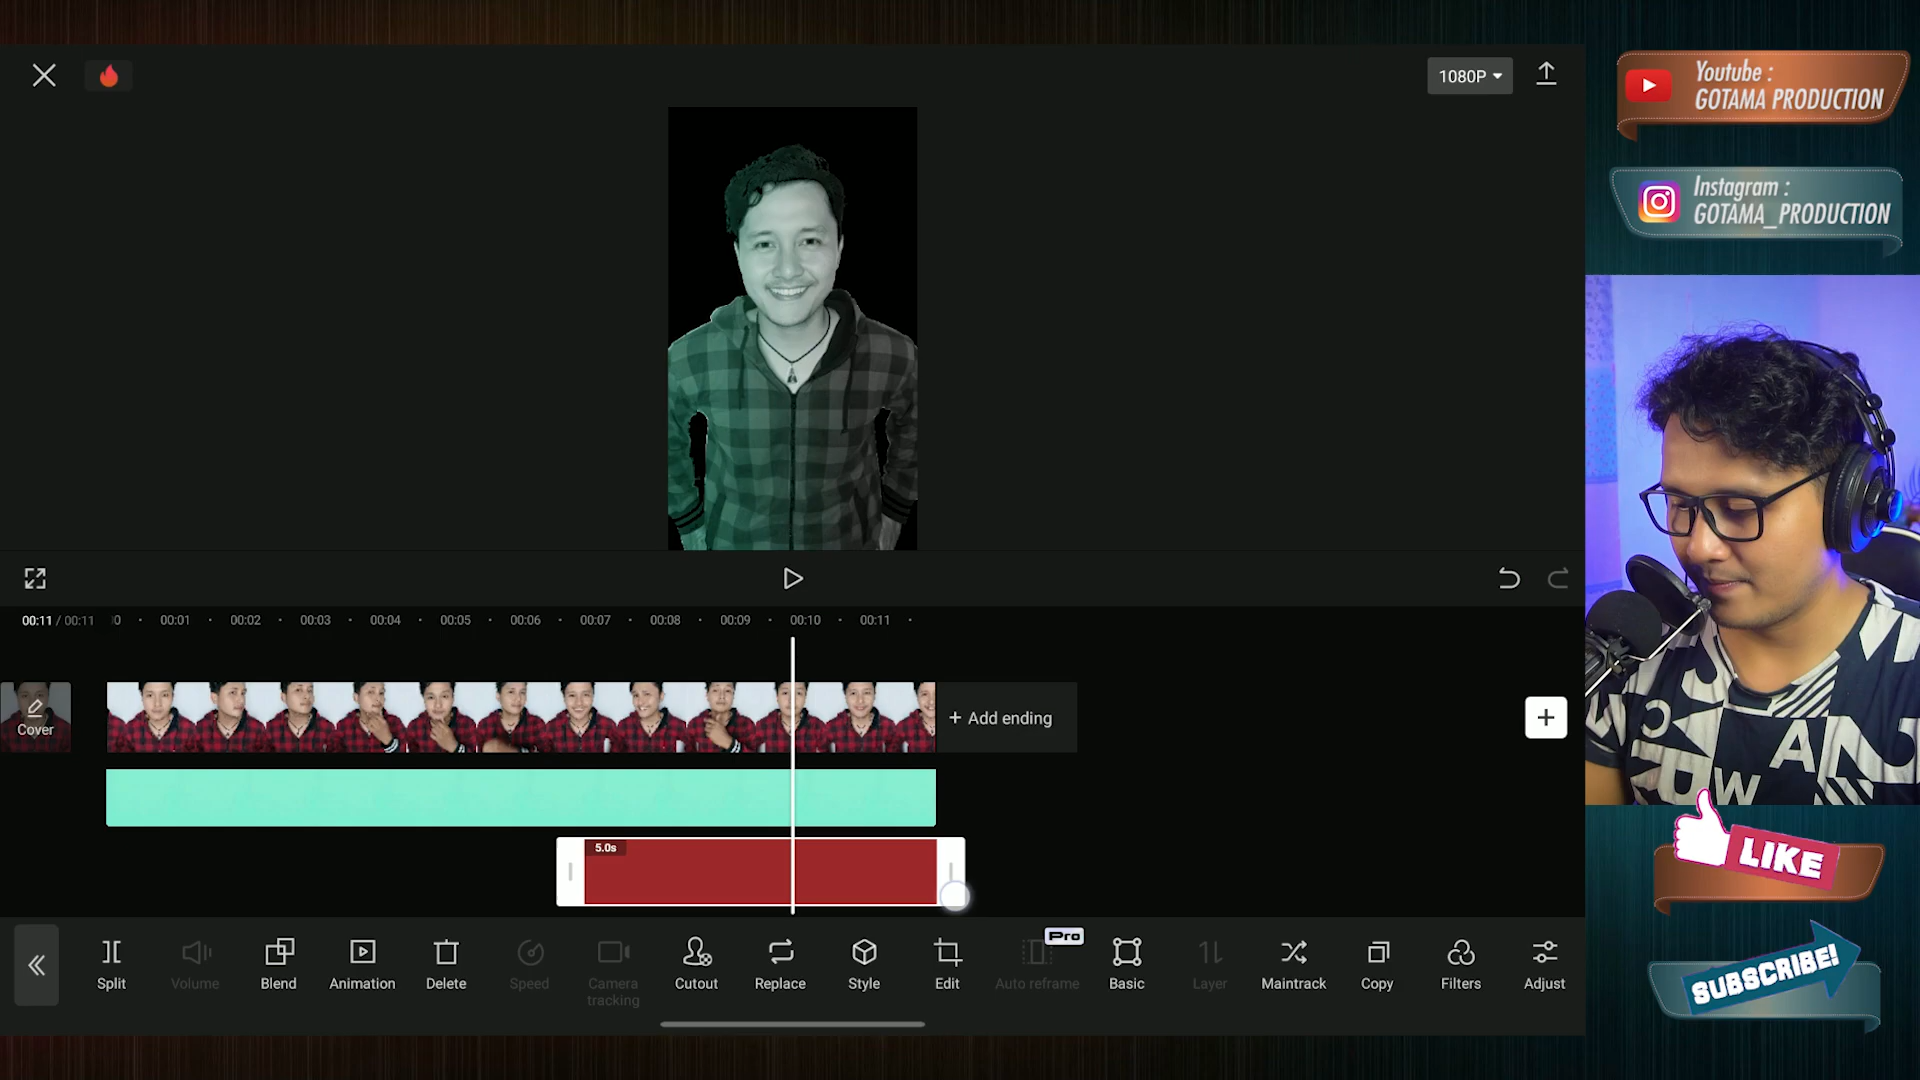 1080P
Youtube :
GOTAMA PRODUCTION
Instagram :
GOTAMA_PRODUCTION
00:11 / 00:11
0 00:01 00:02 00:03 00:04 00:05 00:06 00:07 00:08 00:09 00:10 00:11
Cover
+ Add ending
+
5.0s
Split
Volume
Blend
Animation
Delete
Speed
Camera
tracking
Cutout
Replace
Style
Edit
Pro
Auto reframe
Basic
Layer
Maintrack
Copy
Filters
Adjust
LIKE
SUBSCRIBE!